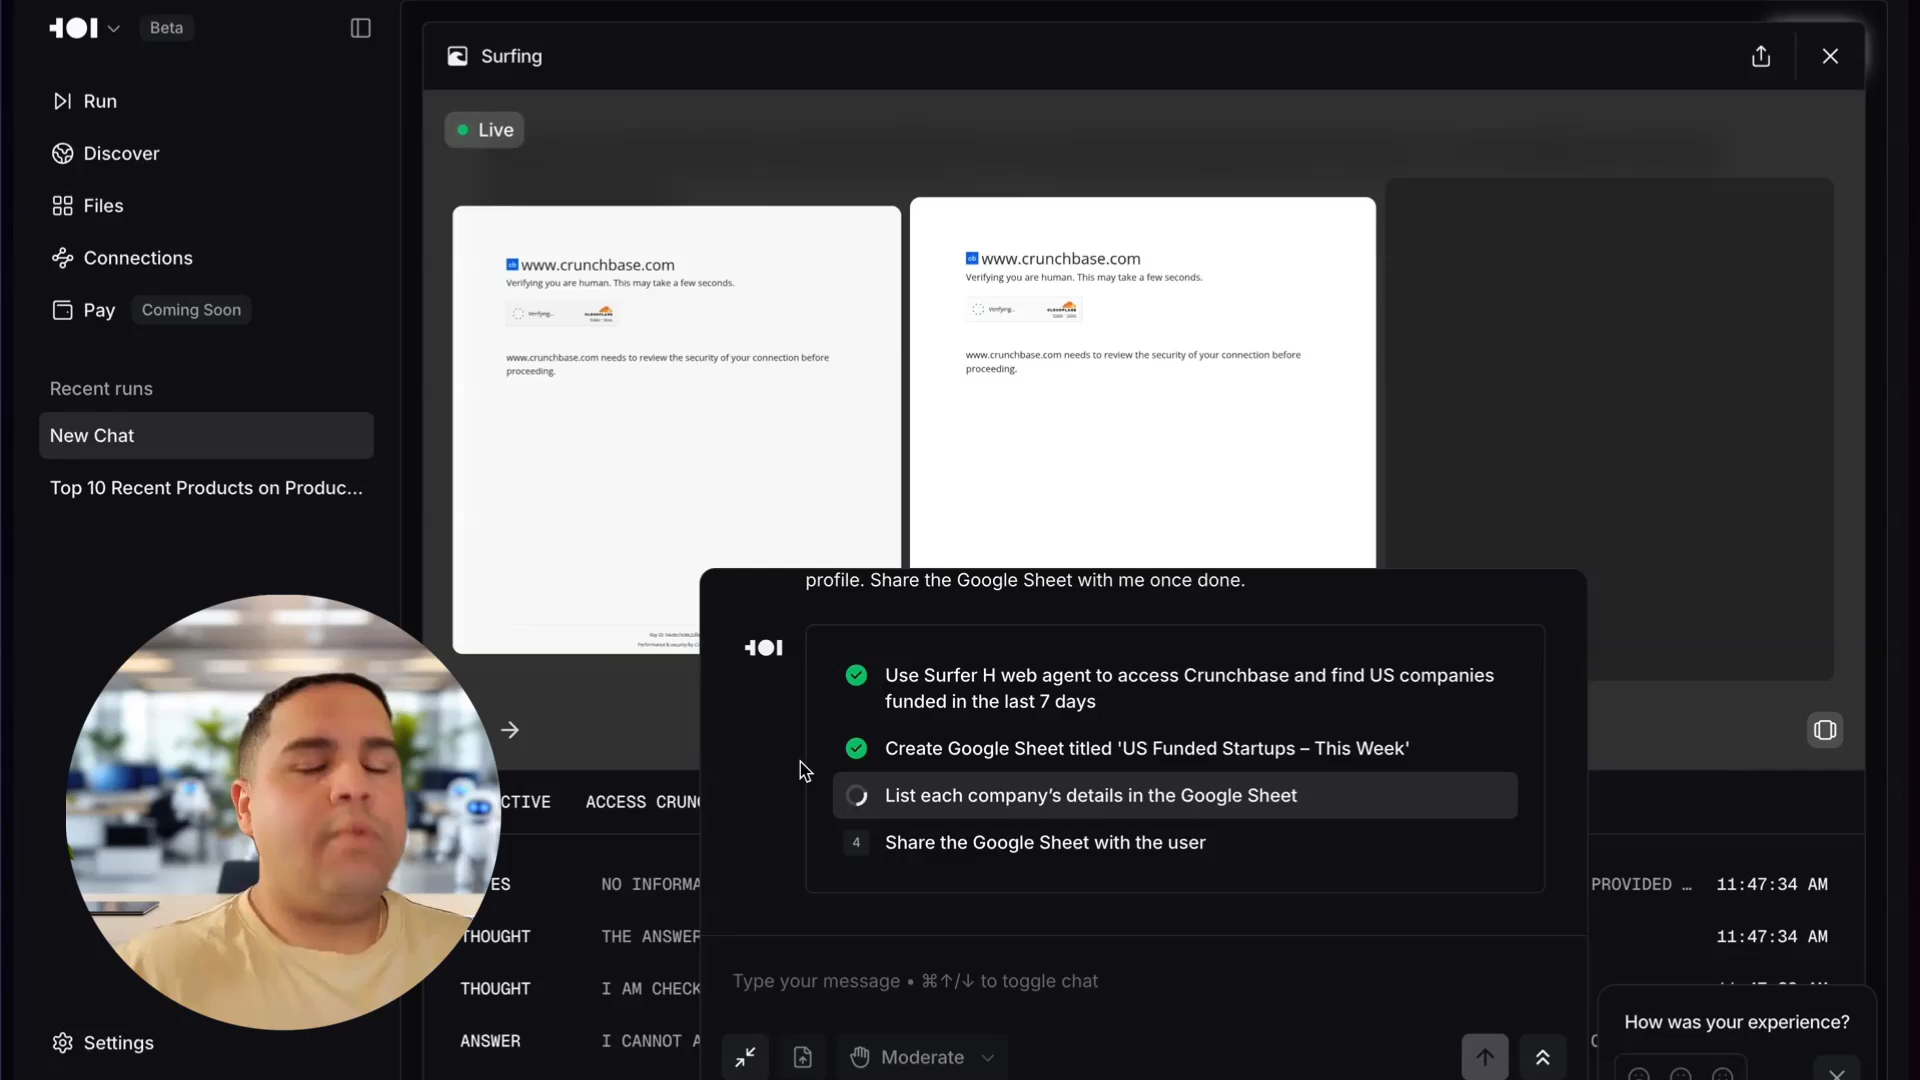 Beta
Run
Discover
Files
Connections
Pay
Coming Soon
Recent runs
New Chat
Top 10 Recent Products on Produc...
Settings
Surfing
Live
www.crunchbase.com
Verifying you are human. This may take a few seconds.
Verifying...
CLOUDFLARE
www.crunchbase.com needs to review the security of your connection before
proceeding.
www.crunchbase.com
Verifying you are human. This may take a few seconds.
Verifying...
CLOUDFLARE
www.crunchbase.com needs to review the security of your connection before
proceeding.
profile. Share the Google Sheet with me once done.
Use Surfer H web agent to access Crunchbase and find US companies
funded in the last 7 days
Create Google Sheet titled 'US Funded Startups – This Week'
List each company’s details in the Google Sheet
4 Share the Google Sheet with the user
CTIVE ACCESS CRUN
ES NO INFORMA PROVIDED … 11:47:34 AM
THOUGHT THE ANSWER 11:47:34 AM
THOUGHT I AM CHECK
ANSWER I CANNOT A
Type your message • ⌘↑/↓ to toggle chat
Moderate
How was your experience?